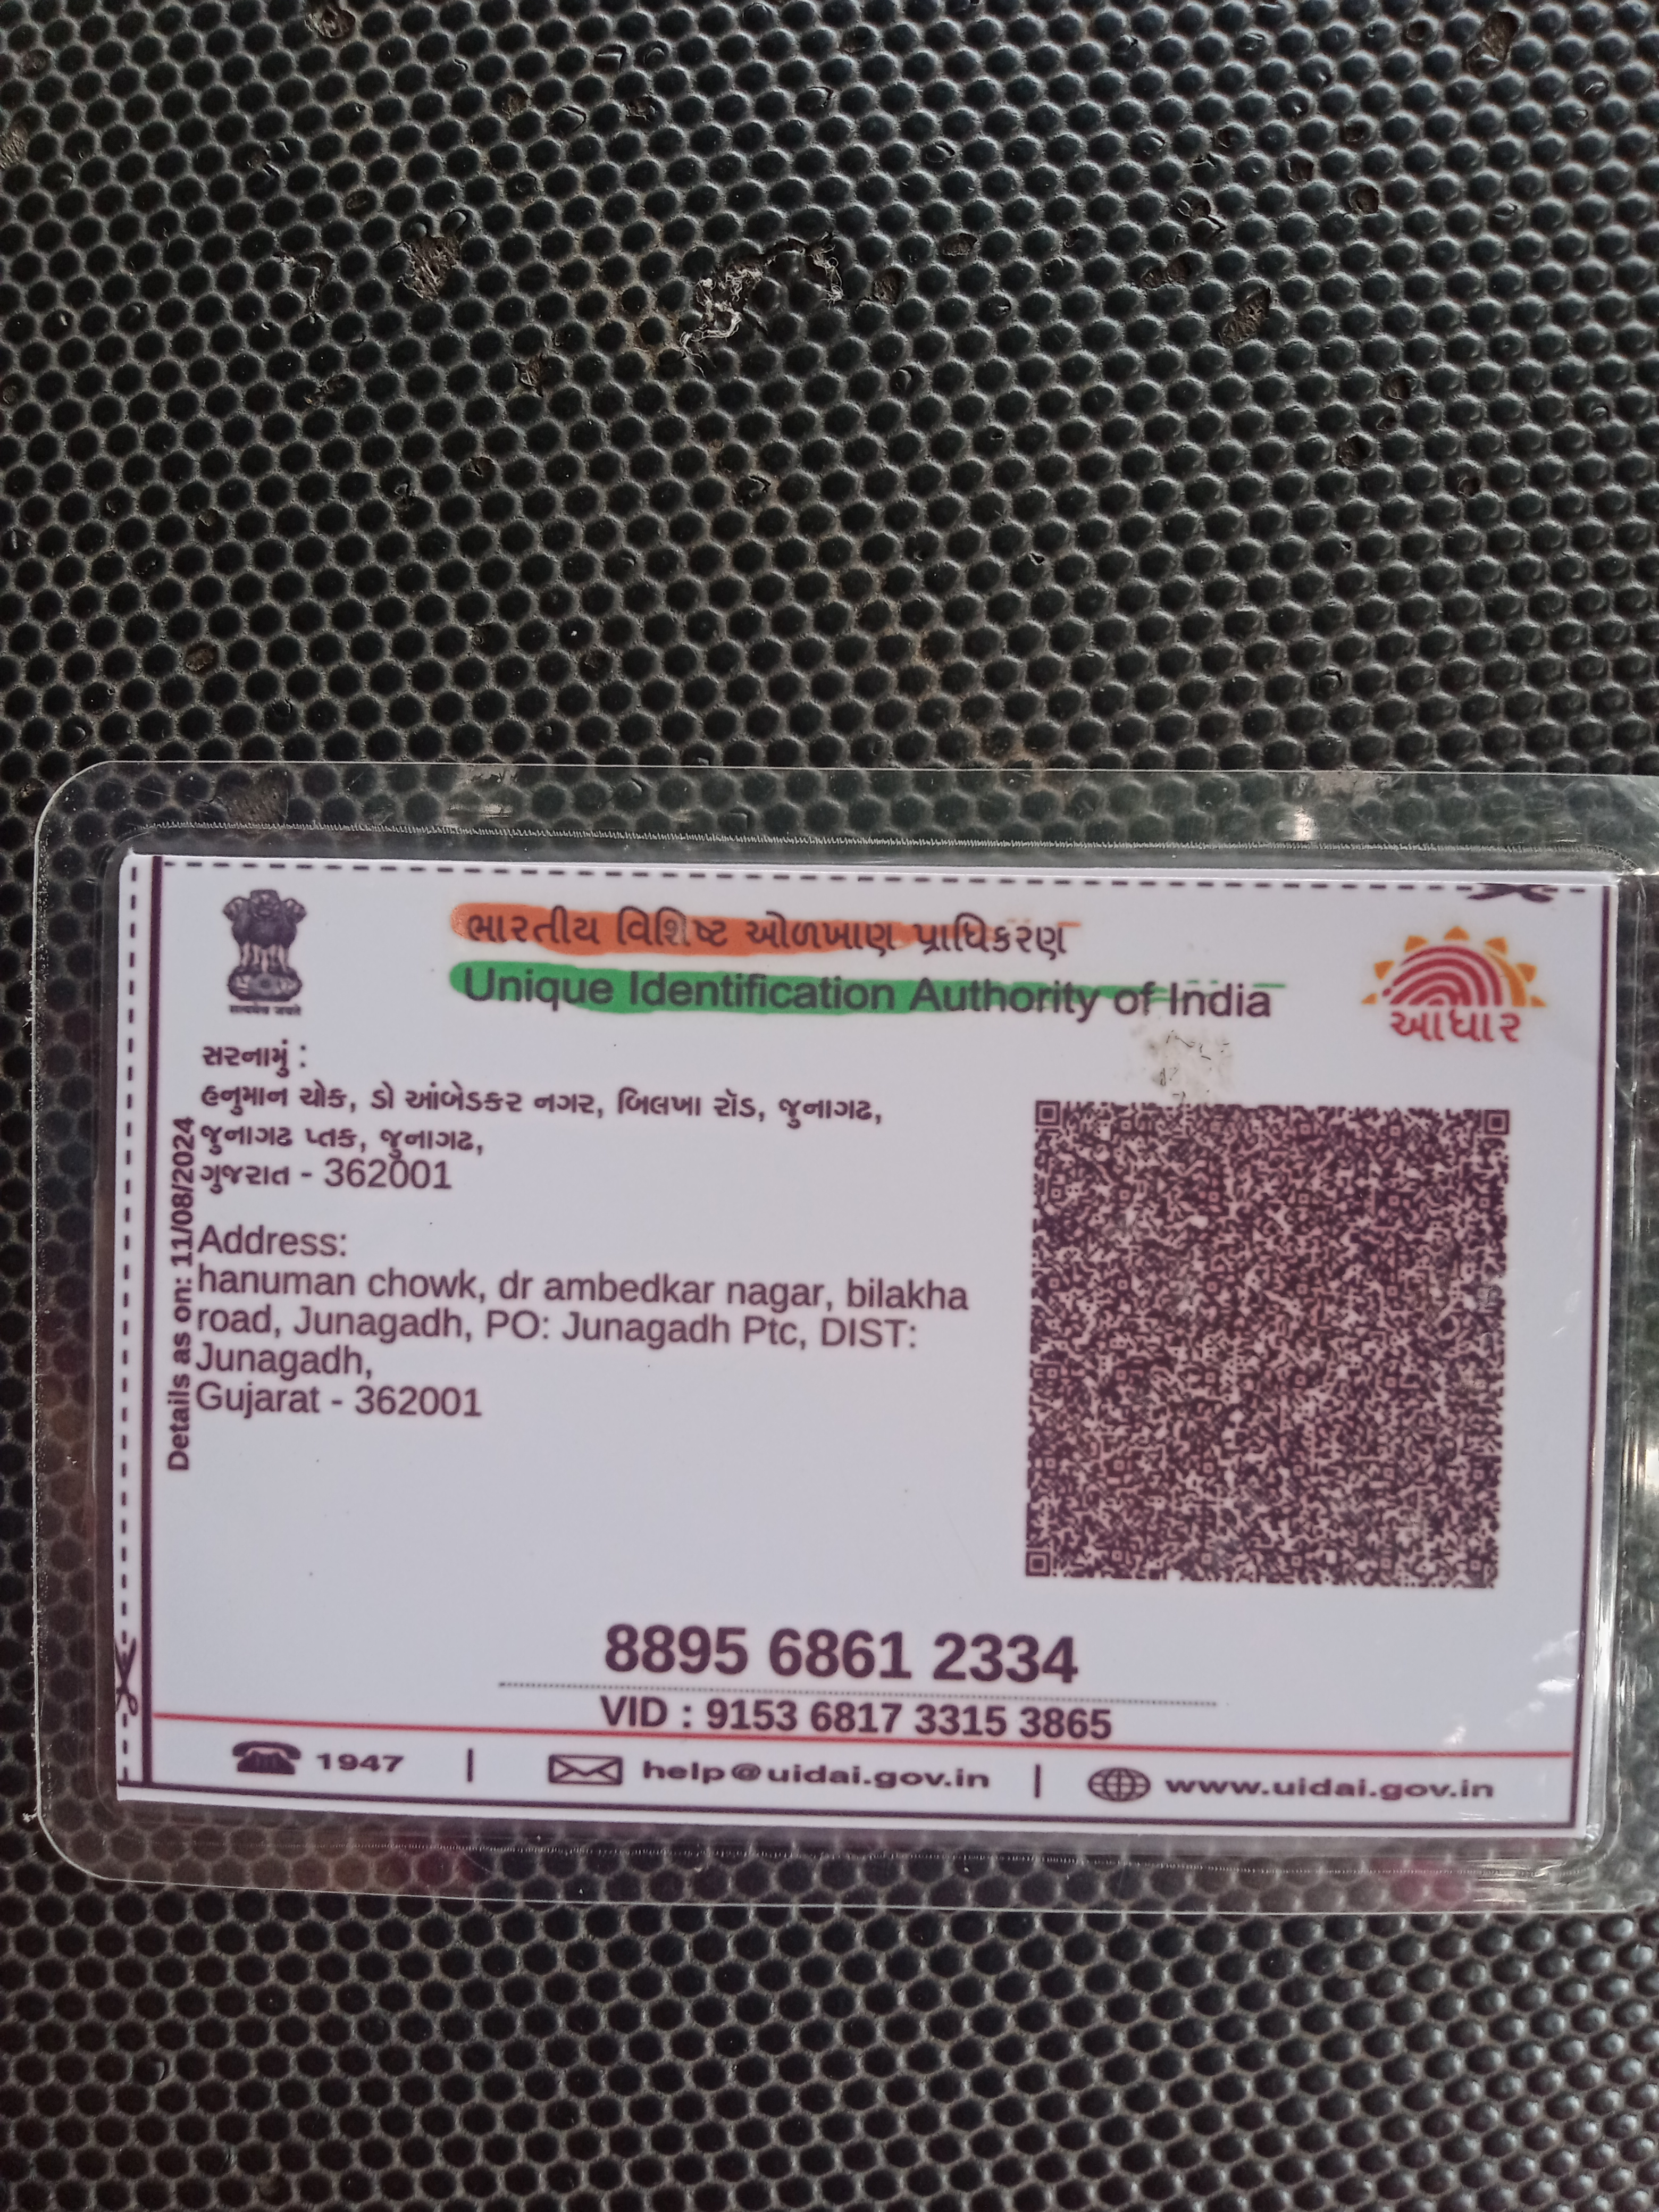 ભારતીય વિશિષ્ટ ઓળખાણ પ્રાધિકરણ
Unique Identification Authority of India
सत्यमेव जयते
આધાર
સરનામું :
હનુમાન ચોક, ડો આંબેડકર નગર, બિલખા રૉડ, જુનાગઢ,
જુનાગઢ પ્તક, જુનાગઢ,
ગુજરાત - 362001
Details as on: 11/08/2024
Address:
hanuman chowk, dr ambedkar nagar, bilakha
road, Junagadh, PO: Junagadh Ptc, DIST:
Junagadh,
Gujarat - 362001
8895 6861 2334
VID : 9153 6817 3315 3865
1947 | help@uidai.gov.in | www.uidai.gov.in